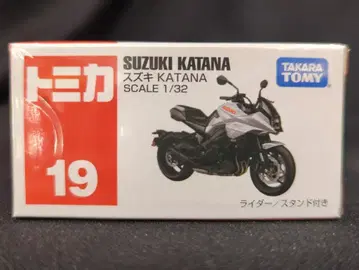 トミカ
19
SUZUKI KATANA
スズキ KATANA
SCALE 1/32
TAKARA
TOMY
ライダー/スタンド付き